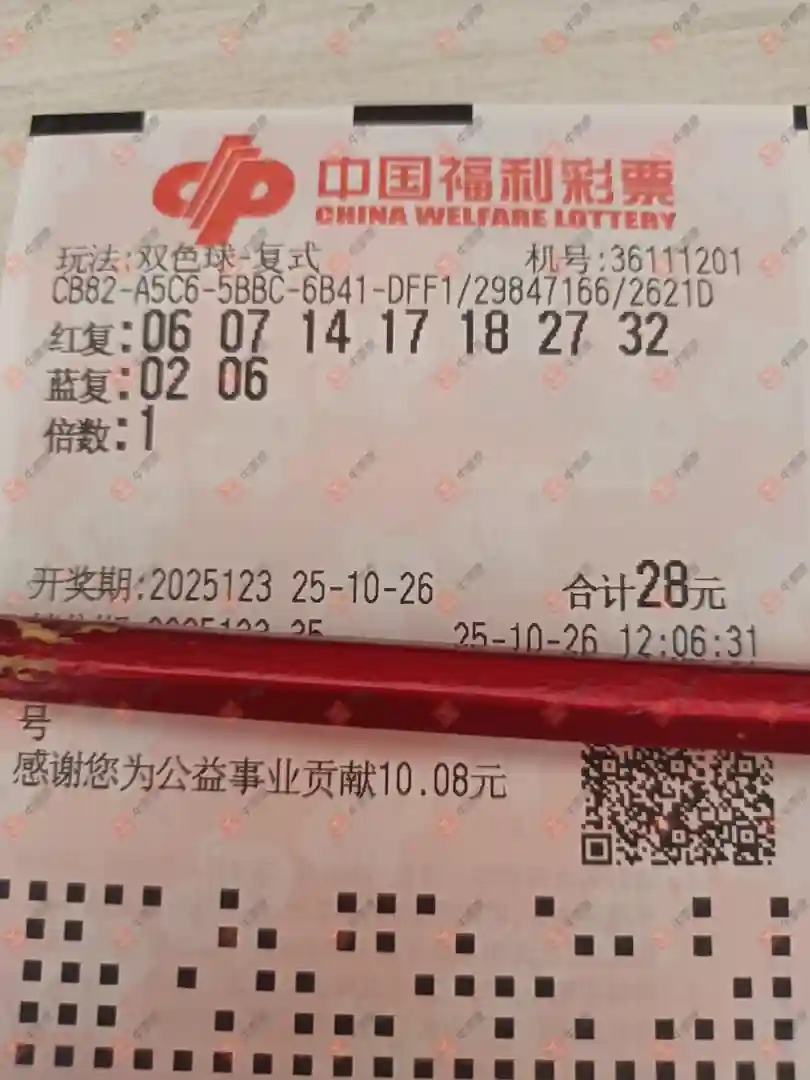 中国福利彩票
CHINA WELFARE LOTTERY
玩法:双色球-复式 机号:36111201
CB82-A5C6-5BBC-6B41-DFF1/29847166/2621D
红复:06 07 14 17 18 27 32
蓝复:02 06
倍数:1
开奖期:2025123 25-10-26 合计28元
25-10-26 12:06:31
号
感谢您为公益事业贡献10.08元